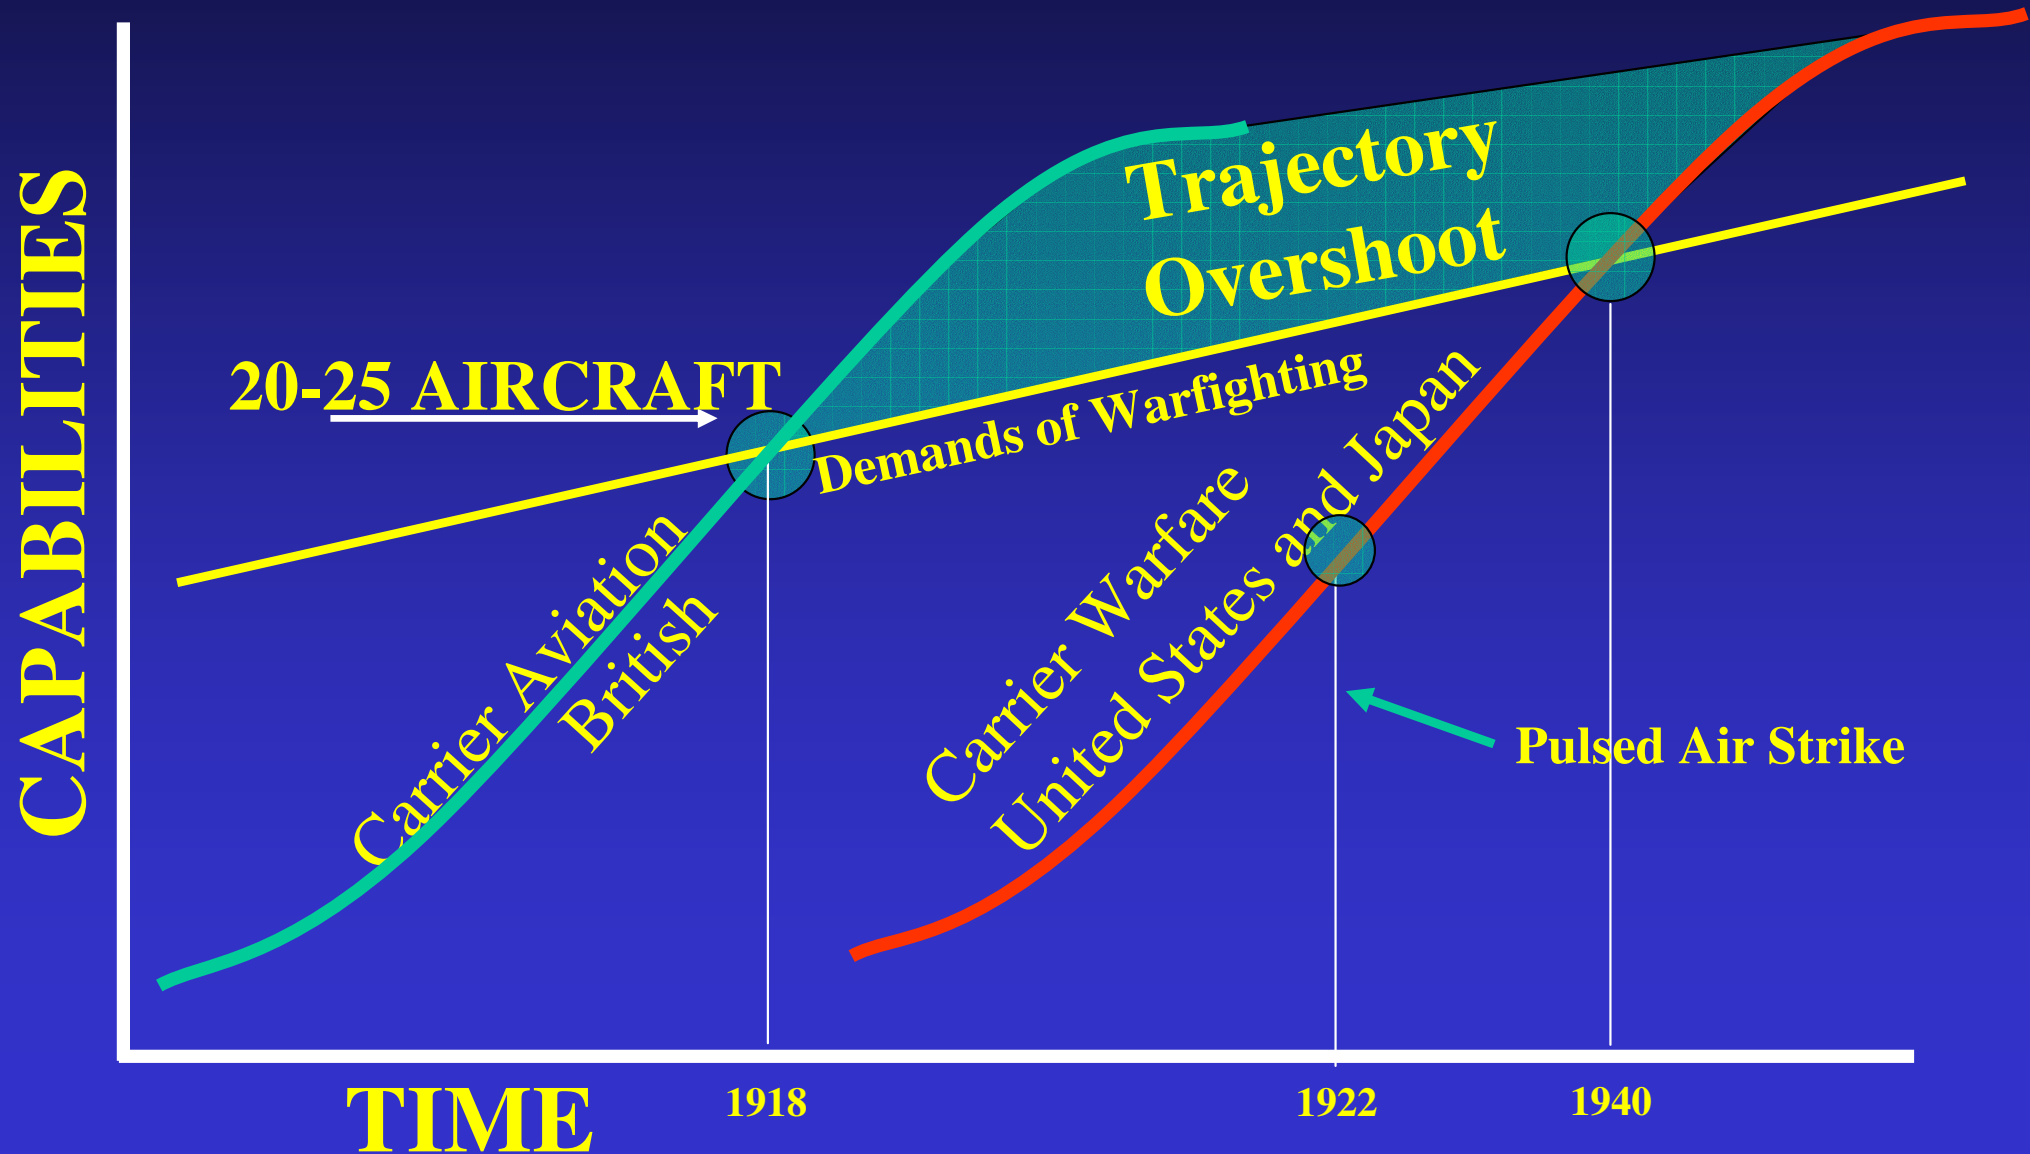 CAPABILITIES
Trajectory
Overshoot
20-25 AIRCRAFT
Demands of Warfighting
Carrier Aviation
British
Carrier Warfare
United States and Japan
Pulsed Air Strike
1918
1922
1940
TIME